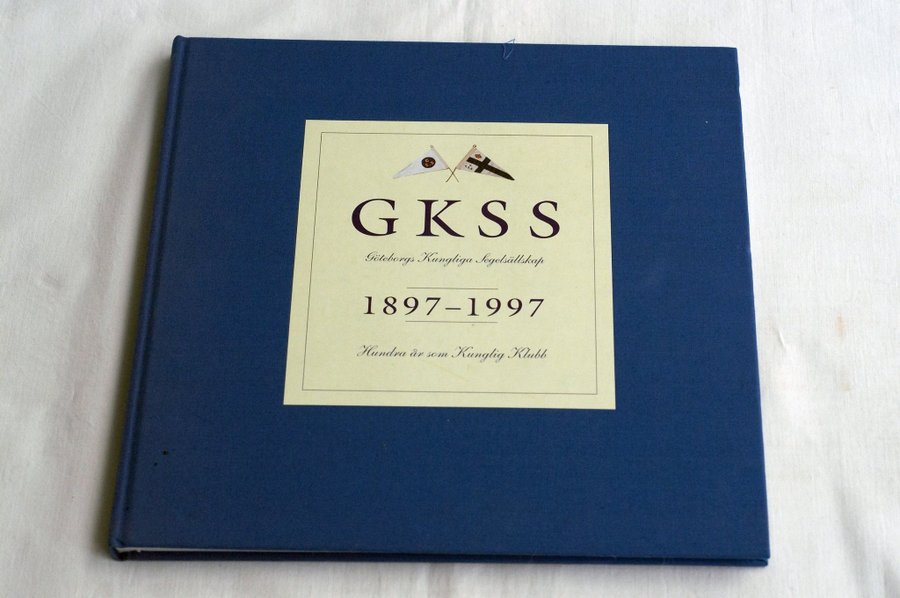 GKSS
Göteborgs Kungliga Segelsällskap
1897–1997
Hundra år som Kunglig Klubb